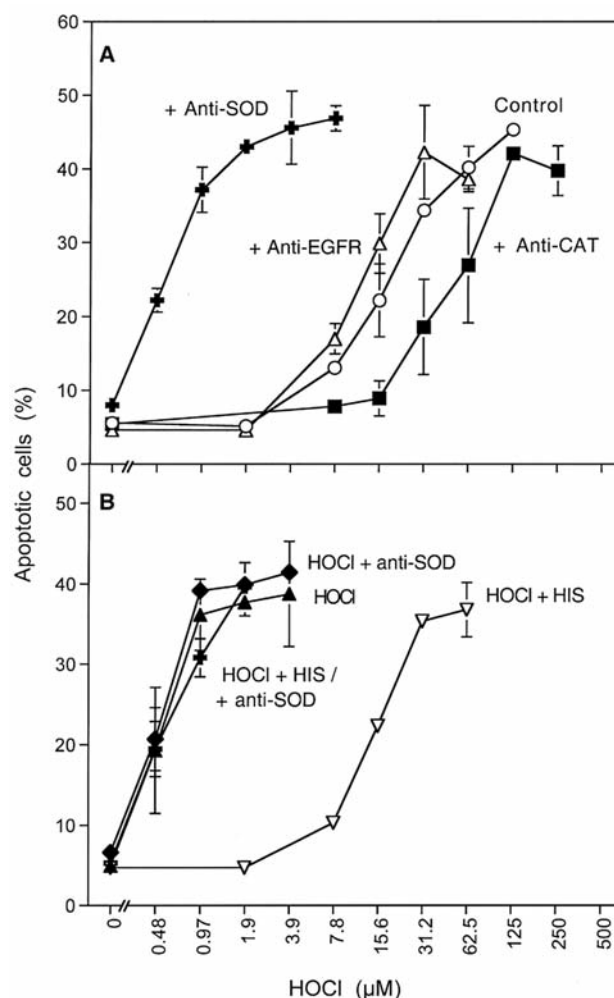 60
A
50
+ Anti-SOD
Control
40
30
+ Anti-EGFR
+ Anti-CAT
20
10
0
Apoptotic cells (%)
B
50
HOCl + anti-SOD
40
HOCl
HOCl + HIS
30
HOCl + HIS /
+ anti-SOD
20
10
0
0 0.48 0.97 1.9 3.9 7.8 15.6 31.2 62.5 125 250 500
HOCl (µM)